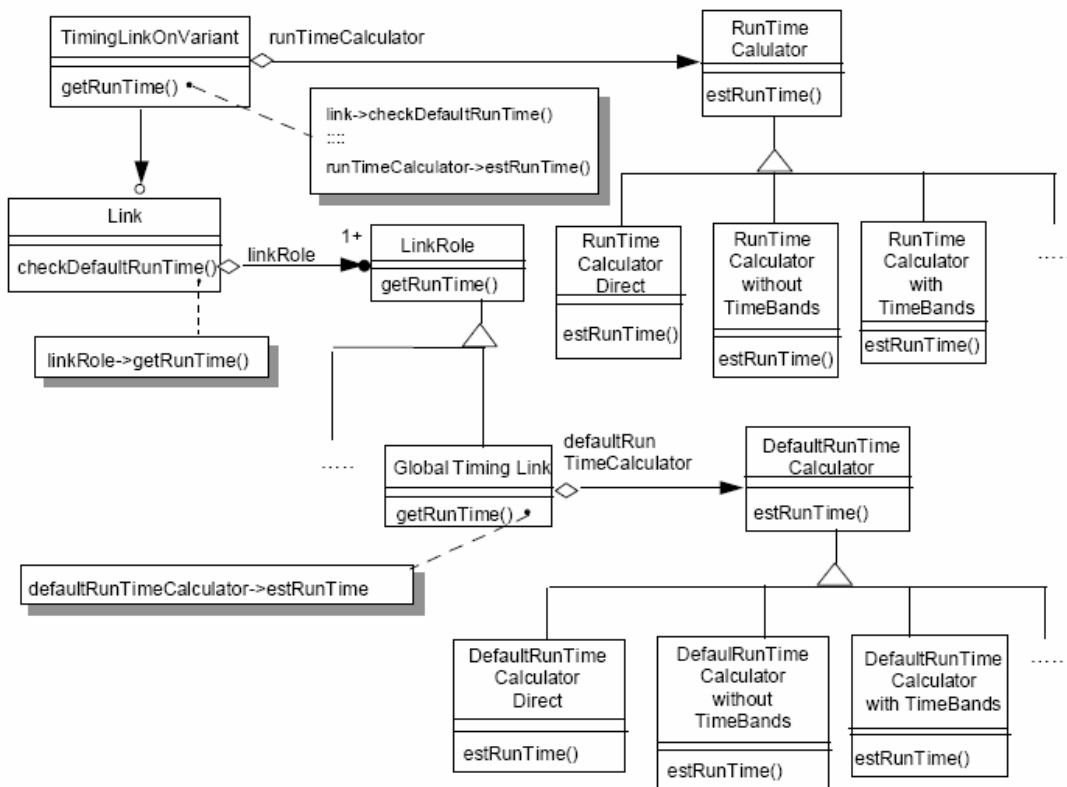 TimingLinkOnVariant
getRunTime()
runTimeCalculator
RunTime
Calulator
estRunTime()
link->checkDefaultRunTime()
:::::
runTimeCalculator->estRunTime()
Link
checkDefaultRunTime()
linkRole
1+
LinkRole
getRunTime()
linkRole->getRunTime()
RunTime
Calculator
Direct
estRunTime()
RunTime
Calculator
without
TimeBands
estRunTime()
RunTime
Calculator
with
TimeBands
estRunTime()
.....
.....
Global Timing Link
getRunTime()
defaultRun
TimeCalculator
DefaultRunTime
Calculator
estRunTime()
defaultRunTimeCalculator->estRunTime
DefaultRunTime
Calculator
Direct
estRunTime()
DefaulRunTime
Calculator
without
TimeBands
estRunTime()
DefaultRunTime
Calculator
with TimeBands
estRunTime()
.....